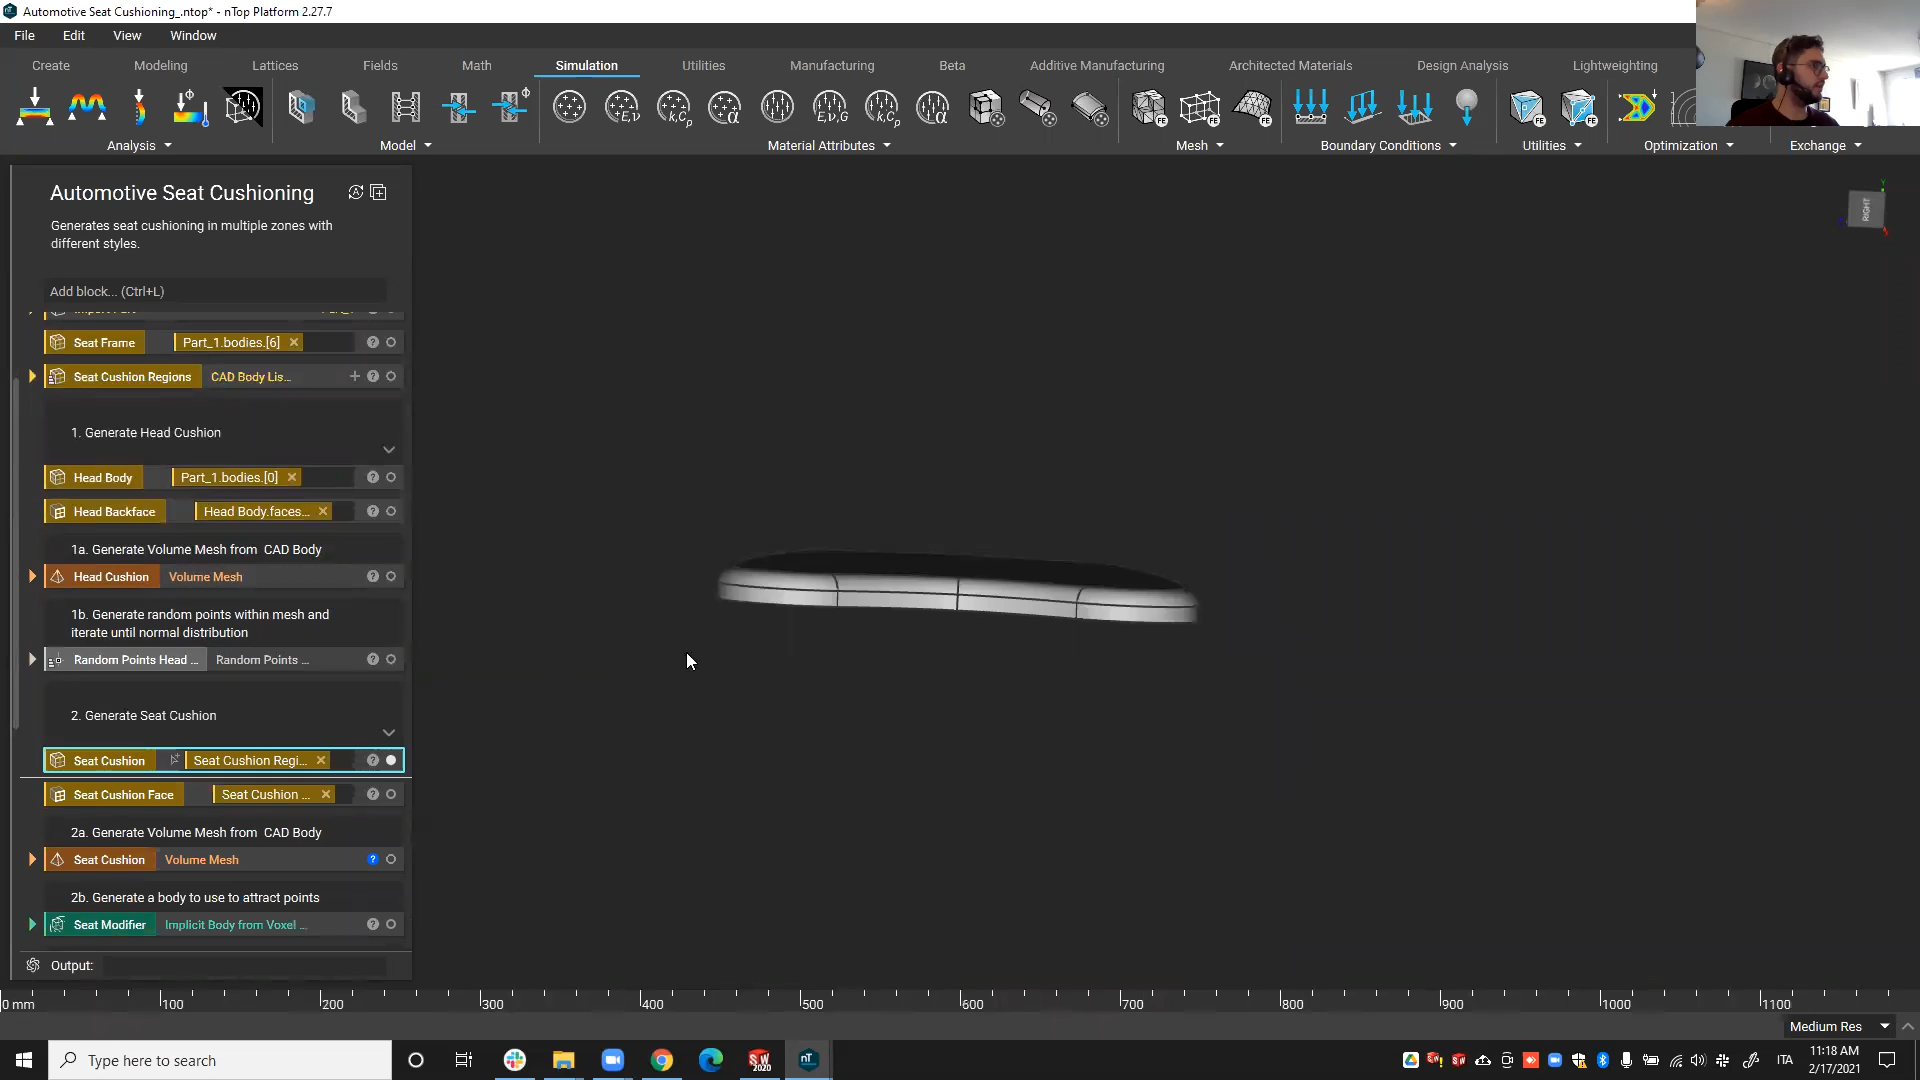 Automotive Seat Cushioning_.ntop* - nTop Platform 2.27.7
File Edit View Window
Create Modeling Lattices Fields Math Simulation Utilities Manufacturing Beta Additive Manufacturing Architected Materials Design Analysis Lightweighting
Analysis Model Material Attributes Mesh Boundary Conditions Utilities Optimization Exchange
Automotive Seat Cushioning
Generates seat cushioning in multiple zones with
different styles.
Add block... (Ctrl+L)
Seat Frame Part_1.bodies.[6]
Seat Cushion Regions CAD Body Lis...
1. Generate Head Cushion
Head Body Part_1.bodies.[0]
Head Backface Head Body.faces...
1a. Generate Volume Mesh from CAD Body
Head Cushion Volume Mesh
1b. Generate random points within mesh and
iterate until normal distribution
Random Points Head ... Random Points ...
2. Generate Seat Cushion
Seat Cushion Seat Cushion Regi...
Seat Cushion Face Seat Cushion ...
2a. Generate Volume Mesh from CAD Body
Seat Cushion Volume Mesh
2b. Generate a body to use to attract points
Seat Modifier Implicit Body from Voxel ...
Output:
RIGHT
0 mm 100 200 300 400 500 600 700 800 900 1000 1100
Medium Res
Type here to search
SW 2020
nT
ITA
11:18 AM
2/17/2021